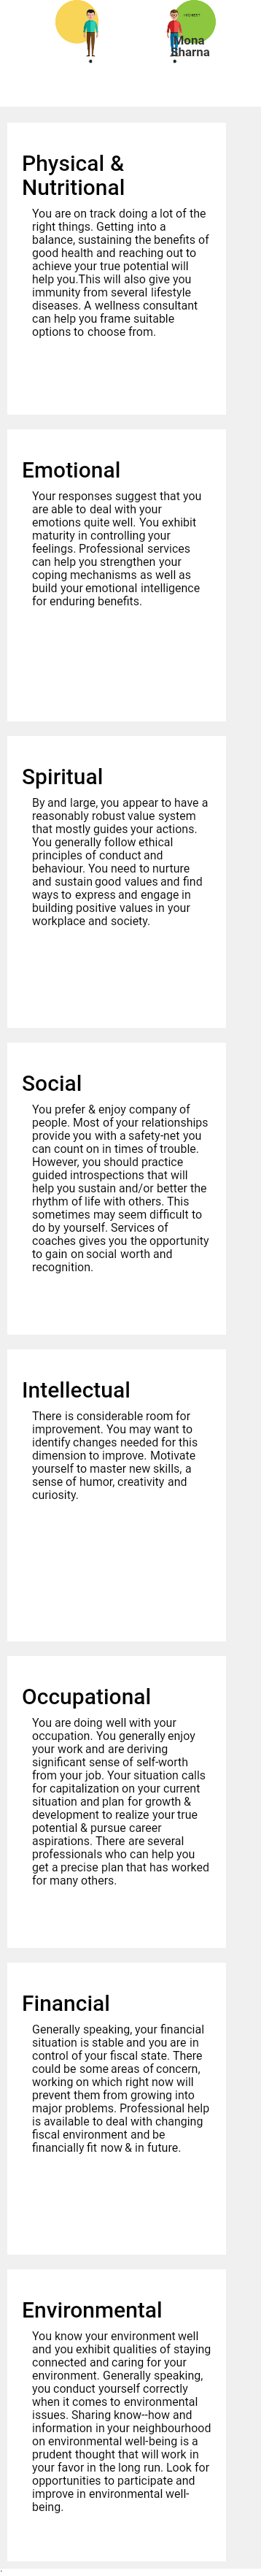 Mona
Sharna
Physical &
Nutritional
You are on track doing a lot of the
right things. Getting into a
balance, sustaining the benefits of
good health and reaching out to
achieve your true potential will
help you.This will also give you
immunity from several lifestyle
diseases. A wellness consultant
can help you frame suitable
options to choose from.
Emotional
Your responses suggest that you
are able to deal with your
emotions quite well. You exhibit
maturity in controlling your
feelings. Professional services
can help you strengthen your
coping mechanisms as well as
build your emotional intelligence
for enduring benefits.
Spiritual
By and large, you appear to have a
reasonably robust value system
that mostly guides your actions.
You generally follow ethical
principles of conduct and
behaviour. You need to nurture
and sustain good values and find
ways to express and engage in
building positive values in your
workplace and society.
Social
You prefer & enjoy company of
people. Most of your relationships
provide you with a safety-net you
can count on in times of trouble.
However, you should practice
guided introspections that will
help you sustain and/or better the
rhythm of life with others. This
sometimes may seem difficult to
do by yourself. Services of
coaches gives you the opportunity
to gain on social worth and
recognition.
Intellectual
There is considerable room for
improvement. You may want to
identify changes needed for this
dimension to improve. Motivate
yourself to master new skills, a
sense of humor, creativity and
curiosity.
Occupational
You are doing well with your
occupation. You generally enjoy
your work and are deriving
significant sense of self-worth
from your job. Your situation calls
for capitalization on your current
situation and plan for growth &
development to realize your true
potential & pursue career
aspirations. There are several
professionals who can help you
get a precise plan that has worked
for many others.
Financial
Generally speaking, your financial
situation is stable and you are in
control of your fiscal state. There
could be some areas of concern,
working on which right now will
prevent them from growing into
major problems. Professional help
is available to deal with changing
fiscal environment and be
financially fit now & in future.
Environmental
You know your environment well
and you exhibit qualities of staying
connected and caring for your
environment. Generally speaking,
you conduct yourself correctly
when it comes to environmental
issues. Sharing know--how and
information in your neighbourhood
on environmental well-being is a
prudent thought that will work in
your favor in the long run. Look for
opportunities to participate and
improve in environmental well-
being.